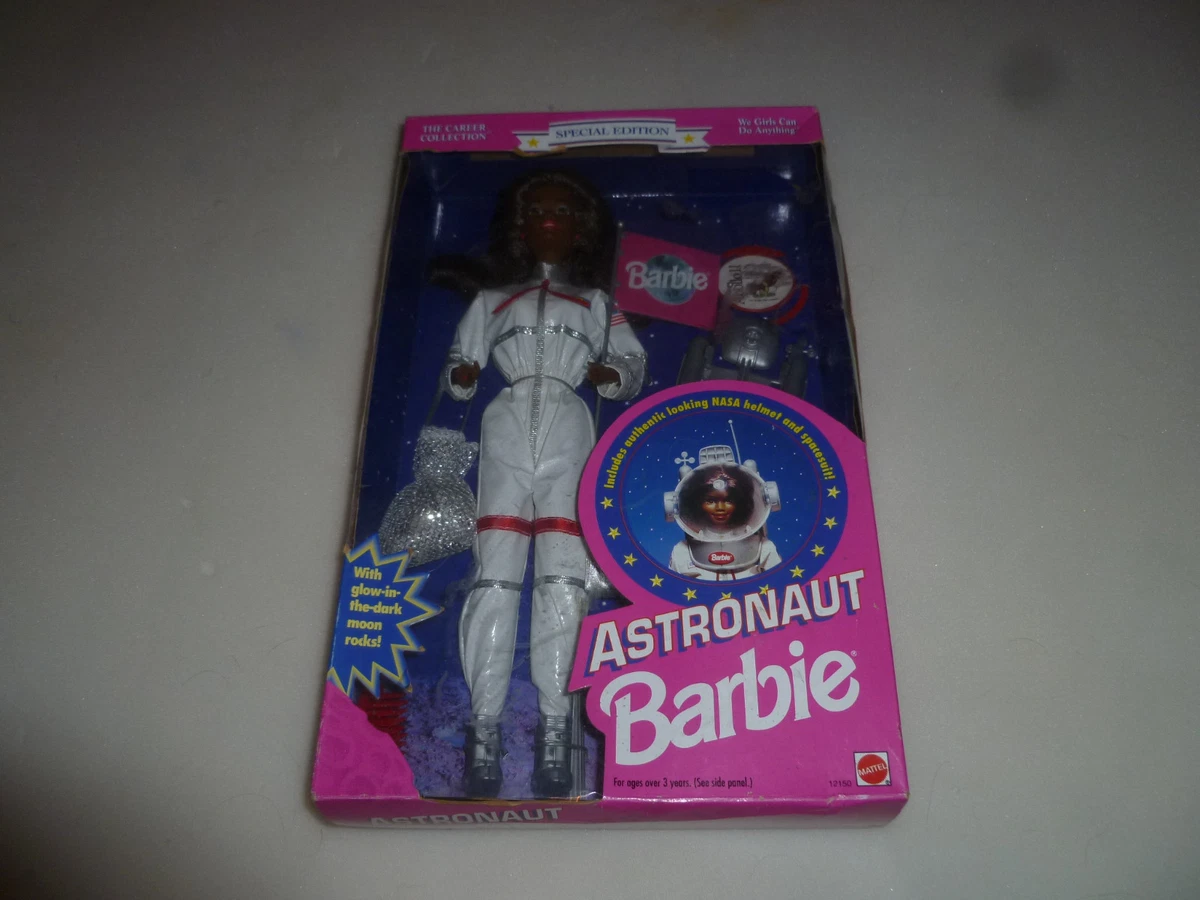 THE CAREER
COLLECTION
SPECIAL EDITION
We Girls Can
Do Anything
Barbie
Includes authentic looking NASA helmet and spacesuit!
Barbie
With
glow-in-
the-dark
moon
rocks!
ASTRONAUT
Barbie®
For ages over 3 years. (See side panel.)
12150
MATTEL
ASTRONAUT